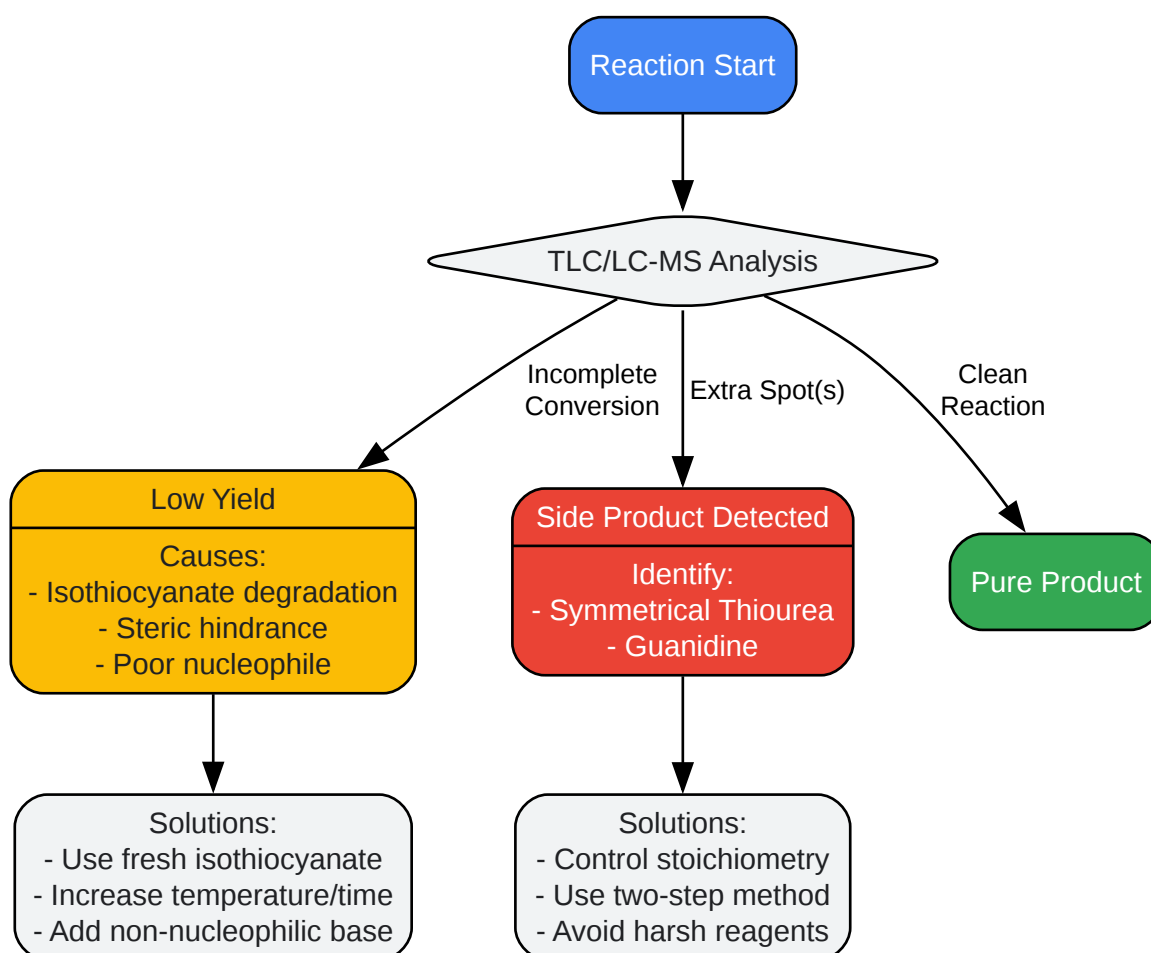 Reaction Start
TLC/LC-MS Analysis
Incomplete
Conversion
Extra Spot(s)
Clean
Reaction
Low Yield
Causes:
- Isothiocyanate degradation
- Steric hindrance
- Poor nucleophile
Side Product Detected
Identify:
- Symmetrical Thiourea
- Guanidine
Pure Product
Solutions:
- Use fresh isothiocyanate
- Increase temperature/time
- Add non-nucleophilic base
Solutions:
- Control stoichiometry
- Use two-step method
- Avoid harsh reagents